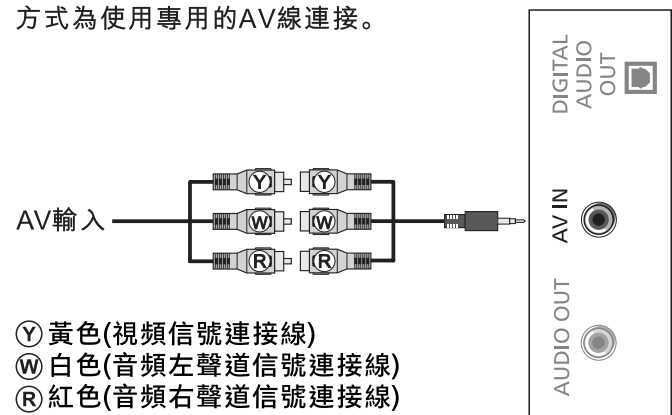 方式為使用專用的AV線連接。
DIGITAL
AUDIO
OUT
Y Y
AV輸入 W W
R R
AV IN
AUDIO OUT
Ⓨ黃色(視頻信號連接線)
Ⓦ白色(音頻左聲道信號連接線)
Ⓡ紅色(音頻右聲道信號連接線)